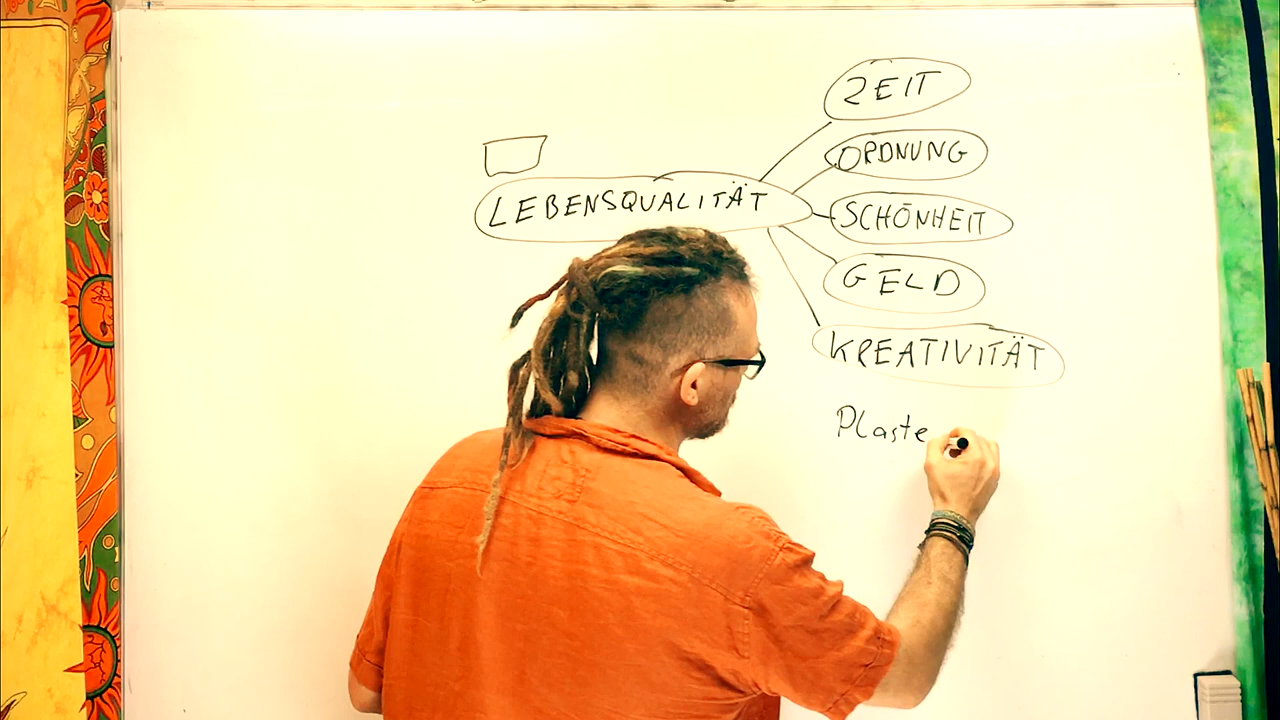 ZEIT
ORDNUNG
LEBENSQUALITÄT
SCHÖNHEIT
GELD
KREATIVITÄT
Plaste